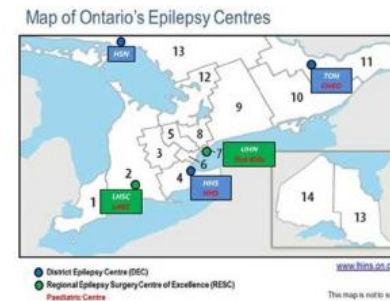 Map of Ontario's Epilepsy Centres
HSN
13
12
11
TOH
CHEO
10
9
5
8
3
7
UHN
Sick Kids
6
2
4
HHS
HHS
1
LHSC
LHSC
14
13
District Epilepsy Centre (DEC)
Regional Epilepsy Surgery Centre of Excellence (RESC)
Paediatric Centre
www.lhins.on.c
This map is not to s